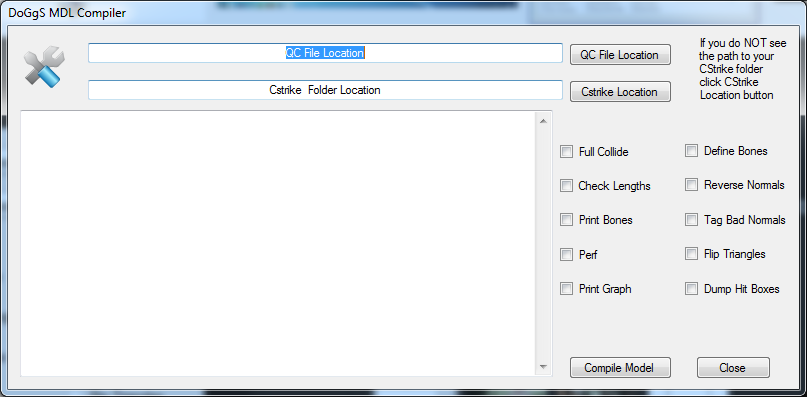 DoGgS MDL Compiler
QC File Location
QC File Location
Cstrike  Folder Location
Cstrike Location
If you do NOT see
the path to your
CStrike folder
click CStrike
Location button
Full Collide
Define Bones
Check Lengths
Reverse Normals
Print Bones
Tag Bad Normals
Perf
Flip Triangles
Print Graph
Dump Hit Boxes
Compile Model
Close